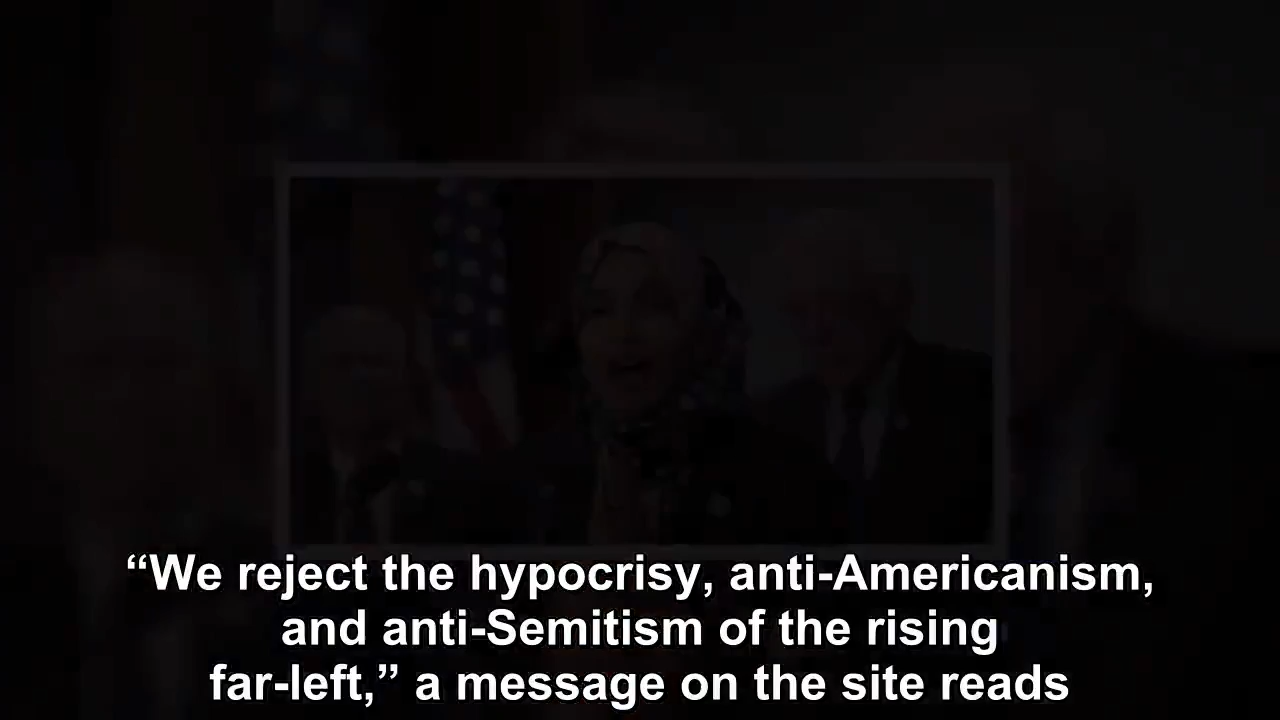 “We reject the hypocrisy, anti-Americanism,
and anti-Semitism of the rising
far-left,” a message on the site reads